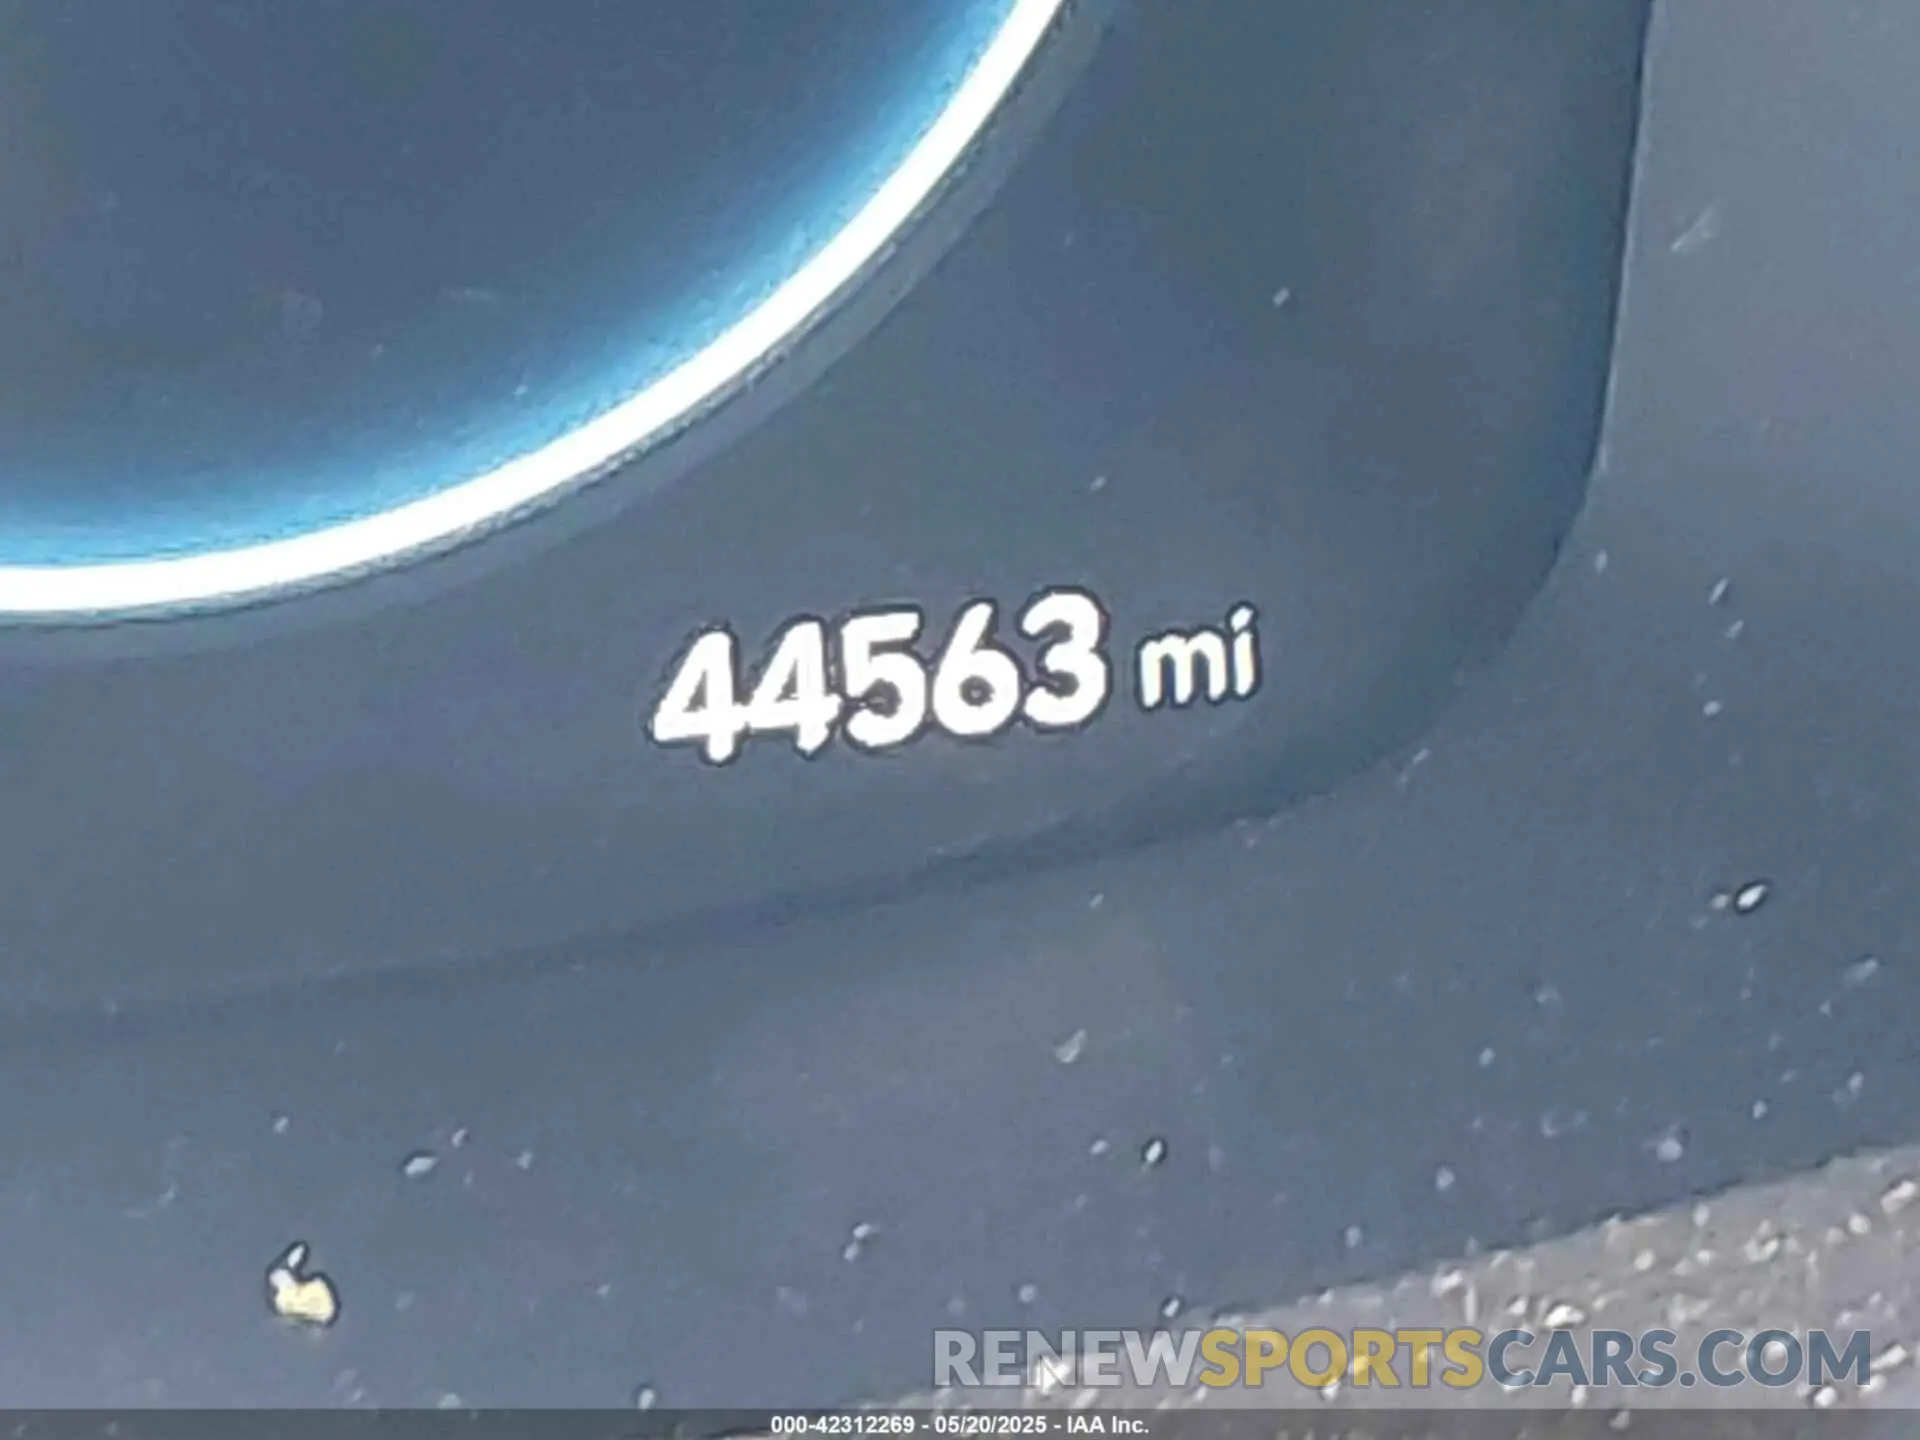 44563 mi
RENEWSPORTSCARS.COM
000-42312269 - 05/20/2025 - IAA Inc.